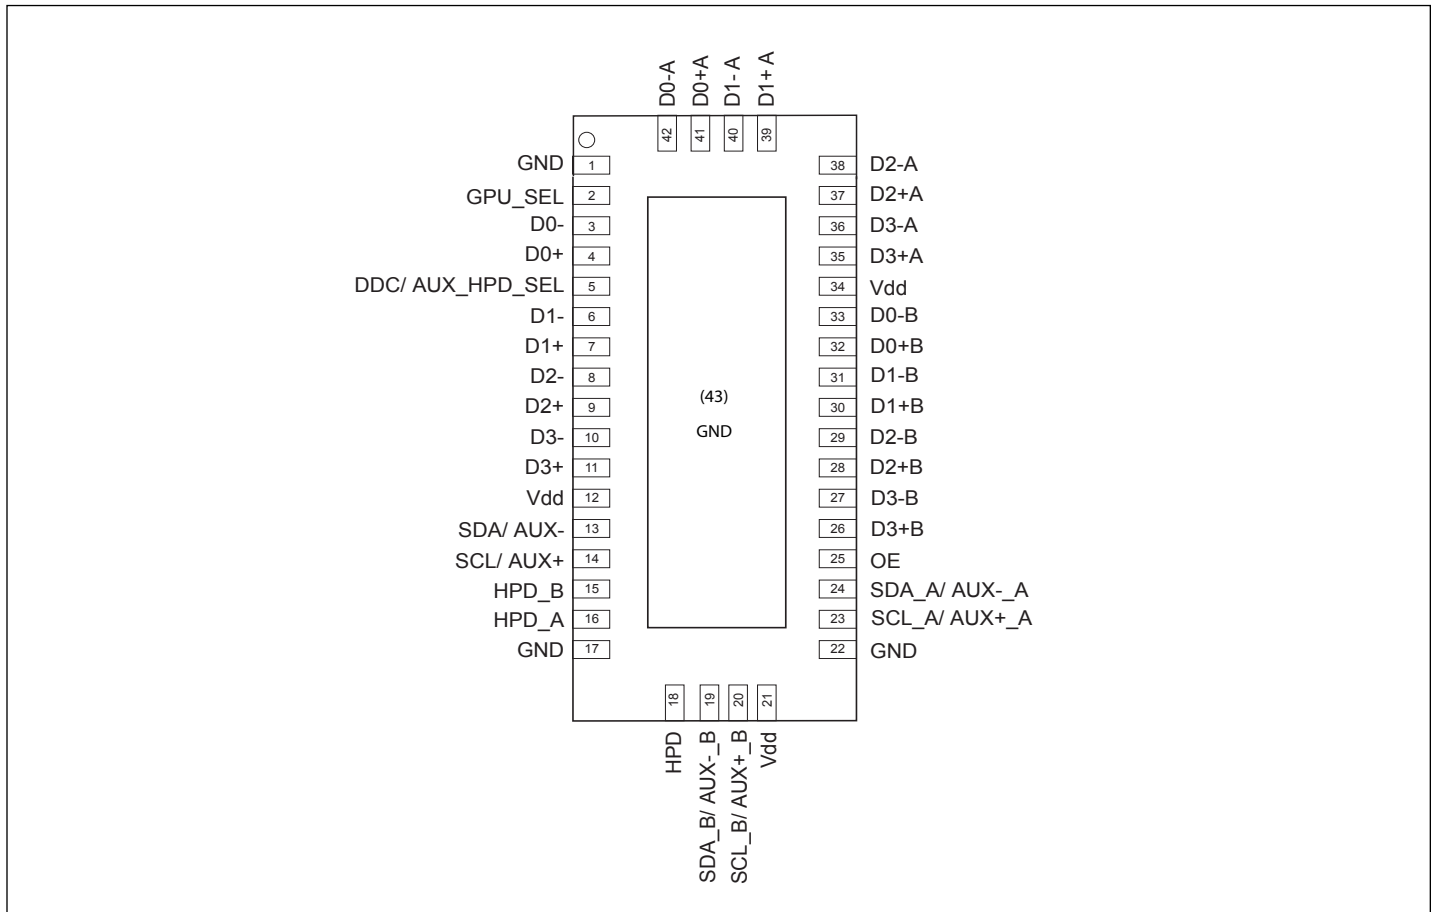 D0-A
D0+A
D1- A
D1+ A
42
41
40
39
GND 1
GPU_SEL 2
D0- 3
D0+ 4
DDC/ AUX_HPD_SEL 5
D1- 6
D1+ 7
D2- 8
D2+ 9
D3- 10
D3+ 11
Vdd 12
SDA/ AUX- 13
SCL/ AUX+ 14
HPD_B 15
HPD_A 16
GND 17
(43)
GND
38 D2-A
37 D2+A
36 D3-A
35 D3+A
34 Vdd
33 D0-B
32 D0+B
31 D1-B
30 D1+B
29 D2-B
28 D2+B
27 D3-B
26 D3+B
25 OE
24 SDA_A/ AUX-_A
23 SCL_A/ AUX+_A
22 GND
18
19
20
21
HPD
SDA_B/ AUX-_B
SCL_B/ AUX+_B
Vdd